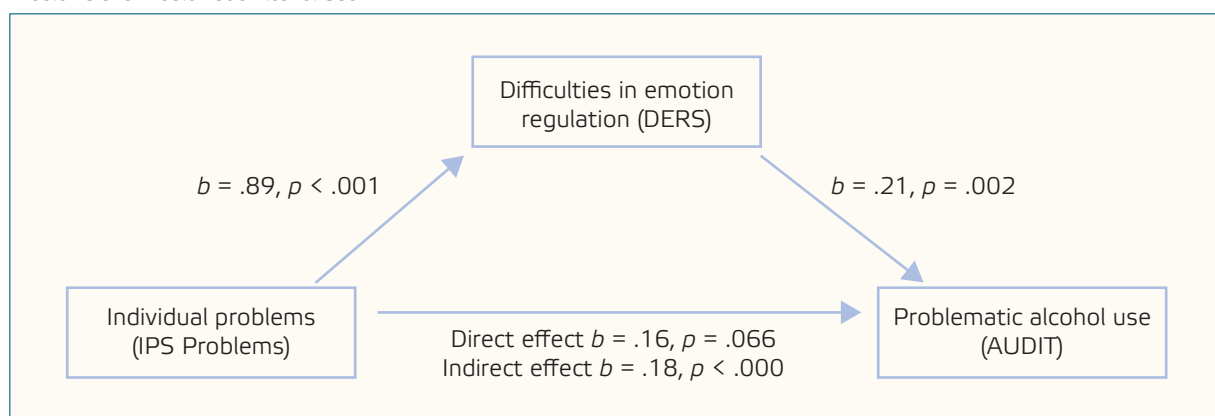 Difficulties in emotion
regulation (DERS)
b = .89, p < .001
b = .21, p = .002
Individual problems
(IPS Problems)
Direct effect b = .16, p = .066
Indirect effect b = .18, p < .000
Problematic alcohol use
(AUDIT)